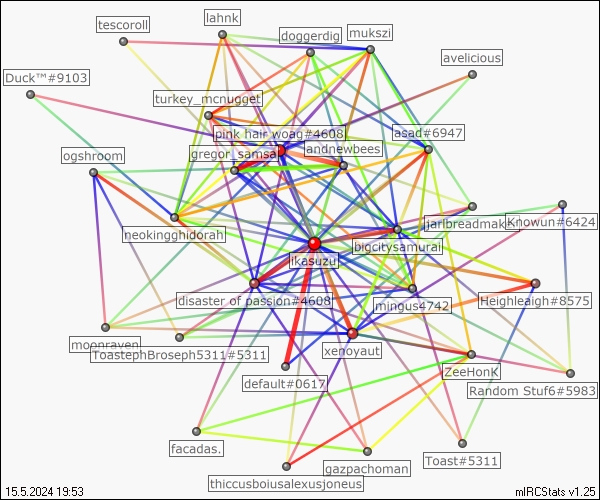 lahnk
tescoroll
mukszi
doggerdig
avelicious
Duck™#9103
turkey_mcnugget
pink hair woag#4608
asad#6947
andnewbees
gregor_samsa
ogshroom
jaribreadmaker
Knowun#6424
neokingghidorah
bigcitysamurai
ikasuzu
disaster of passion#4608
Heighleaigh#8575
mingus4742
moonraven
xenoyaut
ToastephBroseph5311#5311
ZeeHonK
default#0617
Random Stuf6#5983
facadas.
Toast#5311
gazpachoman
thiccusboiusalexusjoneus
15.5.2024 19:53
mIRCStats v1.25